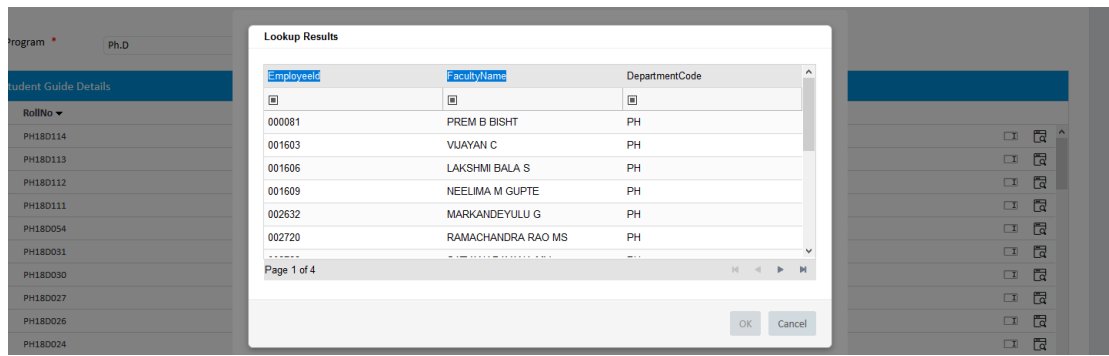 Program *
Ph.D
Student Guide Details
RollNo
PH18D114
PH18D113
PH18D112
PH18D111
PH18D054
PH18D031
PH18D030
PH18D027
PH18D026
PH18D024
Lookup Results
EmployeeId FacultyName DepartmentCode
000081 PREM B BISHT PH
001603 VIJAYAN C PH
001606 LAKSHMI BALA S PH
001609 NEELIMA M GUPTE PH
002632 MARKANDEYULU G PH
002720 RAMACHANDRA RAO MS PH
Page 1 of 4
OK Cancel